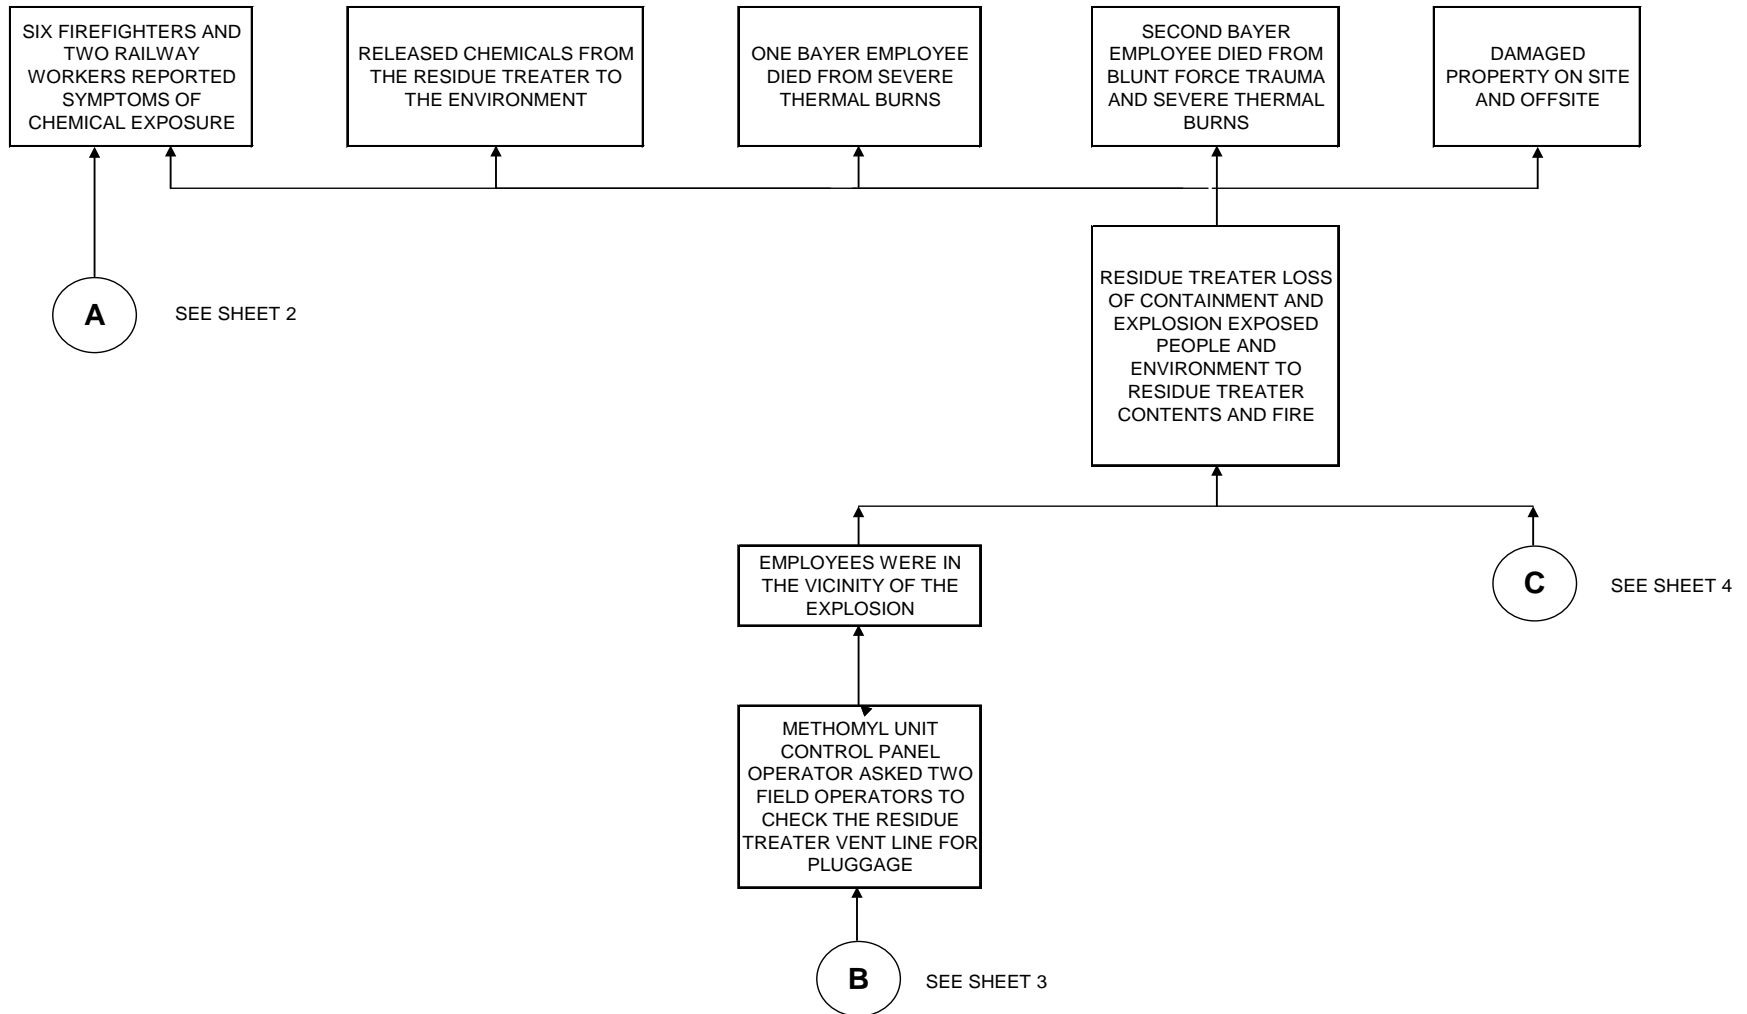 SIX FIREFIGHTERS AND
TWO RAILWAY
WORKERS REPORTED
SYMPTOMS OF
CHEMICAL EXPOSURE
RELEASED CHEMICALS FROM
THE RESIDUE TREATER TO
THE ENVIRONMENT
ONE BAYER EMPLOYEE
DIED FROM SEVERE
THERMAL BURNS
SECOND BAYER
EMPLOYEE DIED FROM
BLUNT FORCE TRAUMA
AND SEVERE THERMAL
BURNS
DAMAGED
PROPERTY ON SITE
AND OFFSITE
A
SEE SHEET 2
RESIDUE TREATER LOSS
OF CONTAINMENT AND
EXPLOSION EXPOSED
PEOPLE AND
ENVIRONMENT TO
RESIDUE TREATER
CONTENTS AND FIRE
EMPLOYEES WERE IN
THE VICINITY OF THE
EXPLOSION
C
SEE SHEET 4
METHOMYL UNIT
CONTROL PANEL
OPERATOR ASKED TWO
FIELD OPERATORS TO
CHECK THE RESIDUE
TREATER VENT LINE FOR
PLUGGAGE
B
SEE SHEET 3